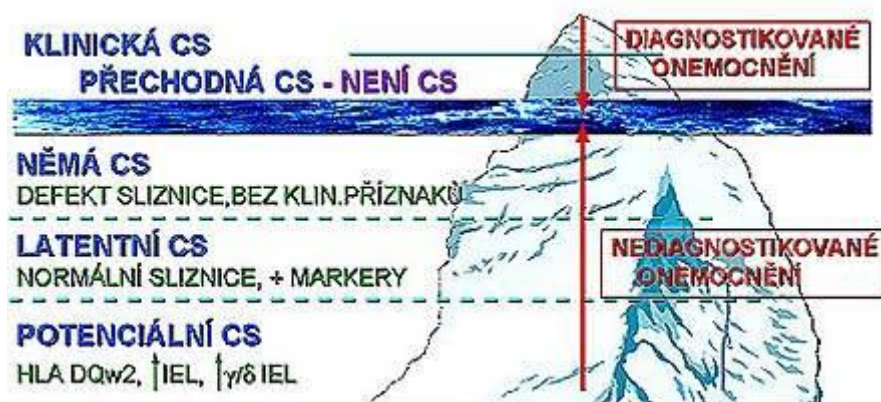 KLINICKÁ CS
PŘECHODNÁ CS - NENÍ CS
DIAGNOSTIKOVANÉ
ONEMOCNĚNÍ
NĚMÁ CS
DEFEKT SLIZNICE,BEZ KLIN.PŘÍZNAKŮ
LATENTNÍ CS
NORMÁLNÍ SLIZNICE, + MARKERY
NEDIAGNOSTIKOVANÉ
ONEMOCNĚNÍ
POTENCIÁLNÍ CS
HLA DQw2, ↑IEL, ↑γ/δ IEL